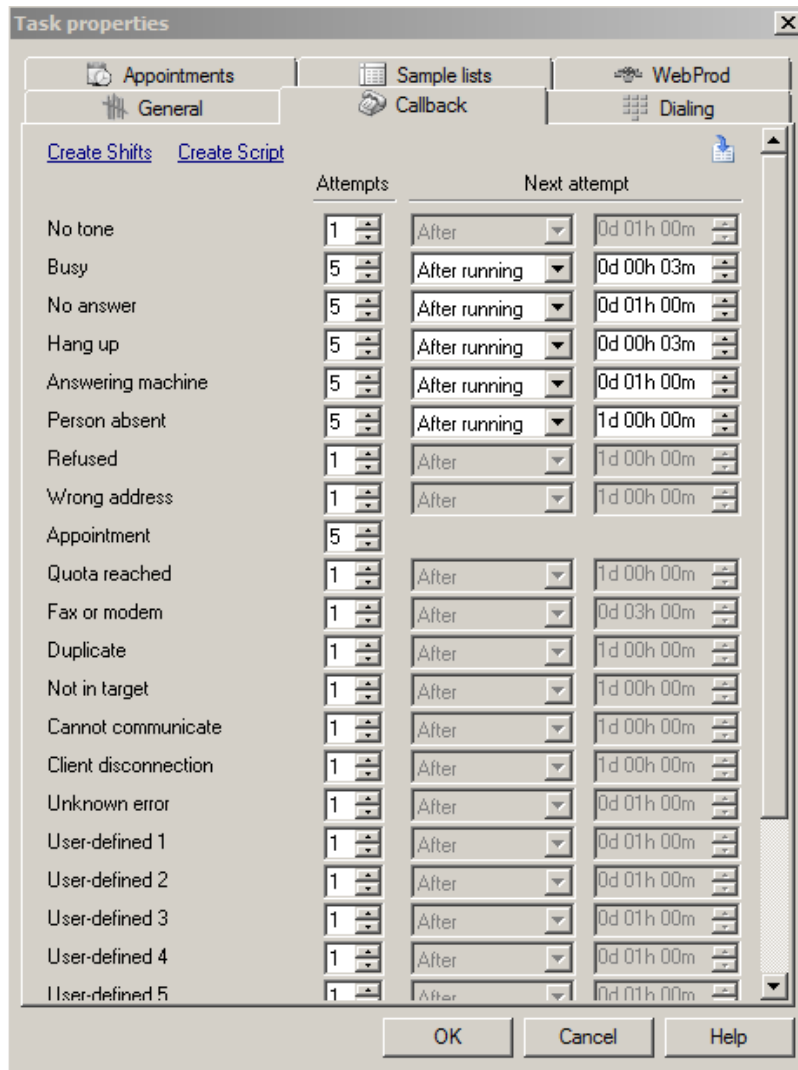 Task properties
Appointments Sample lists WebProd
General Callback Dialing
Create Shifts Create Script
Attempts Next attempt
No tone 1 After 0d 01h 00m
Busy 5 After running 0d 00h 03m
No answer 5 After running 0d 01h 00m
Hang up 5 After running 0d 00h 03m
Answering machine 5 After running 0d 01h 00m
Person absent 5 After running 1d 00h 00m
Refused 1 After 1d 00h 00m
Wrong address 1 After 1d 00h 00m
Appointment 5
Quota reached 1 After 1d 00h 00m
Fax or modem 1 After 0d 03h 00m
Duplicate 1 After 1d 00h 00m
Not in target 1 After 1d 00h 00m
Cannot communicate 1 After 1d 00h 00m
Client disconnection 1 After 1d 00h 00m
Unknown error 1 After 0d 01h 00m
User-defined 1 1 After 0d 01h 00m
User-defined 2 1 After 0d 01h 00m
User-defined 3 1 After 0d 01h 00m
User-defined 4 1 After 0d 01h 00m
User-defined 5 1 After 0d 01h 00m
OK Cancel Help